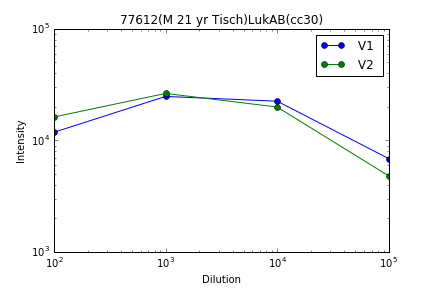 77612(M 21 yr Tisch)LukAB(cc30)
10^5
V1
V2
Intensity
10^4
10^3
10^2
10^3
10^4
10^5
Dilution